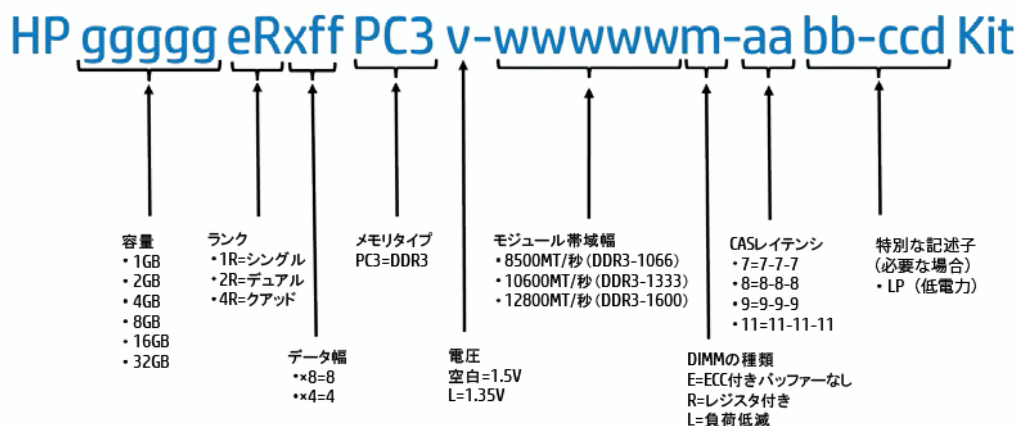 HP ggggg eRxff PC3 v-wwwwwm-aa bb-ccd Kit
容量
・1GB
・2GB
・4GB
・8GB
・16GB
・32GB
ランク
・1R=シングル
・2R=デュアル
・4R=クアッド
データ幅
・×8=8
・×4=4
メモリタイプ
PC3=DDR3
電圧
空白=1.5V
L=1.35V
モジュール帯域幅
・8500MT/秒(DDR3-1066)
・10600MT/秒(DDR3-1333)
・12800MT/秒(DDR3-1600)
DIMMの種類
E=ECC付きバッファーなし
R=レジスタ付き
L=負荷低減
CASレイテンシ
・7=7-7-7
・8=8-8-8
・9=9-9-9
・11=11-11-11
特別な記述子
(必要な場合)
・LP（低電力）